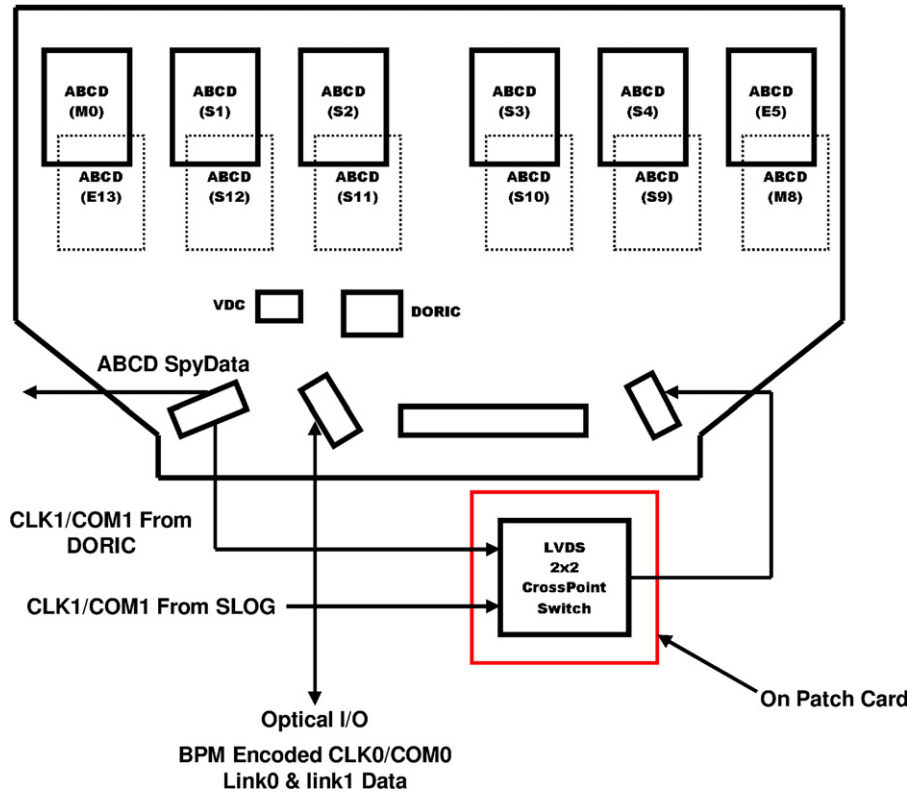 ABCD
(M0)
ABCD
(S1)
ABCD
(S2)
ABCD
(S3)
ABCD
(S4)
ABCD
(E5)
ABCD
(E13)
ABCD
(S12)
ABCD
(S11)
ABCD
(S10)
ABCD
(S9)
ABCD
(M8)
VDC
DORIC
ABCD SpyData
CLK1/COM1 From
DORIC
LVDS
2x2
CrossPoint
Switch
CLK1/COM1 From SLOG
On Patch Card
Optical I/O
BPM Encoded CLK0/COM0
Link0 & link1 Data